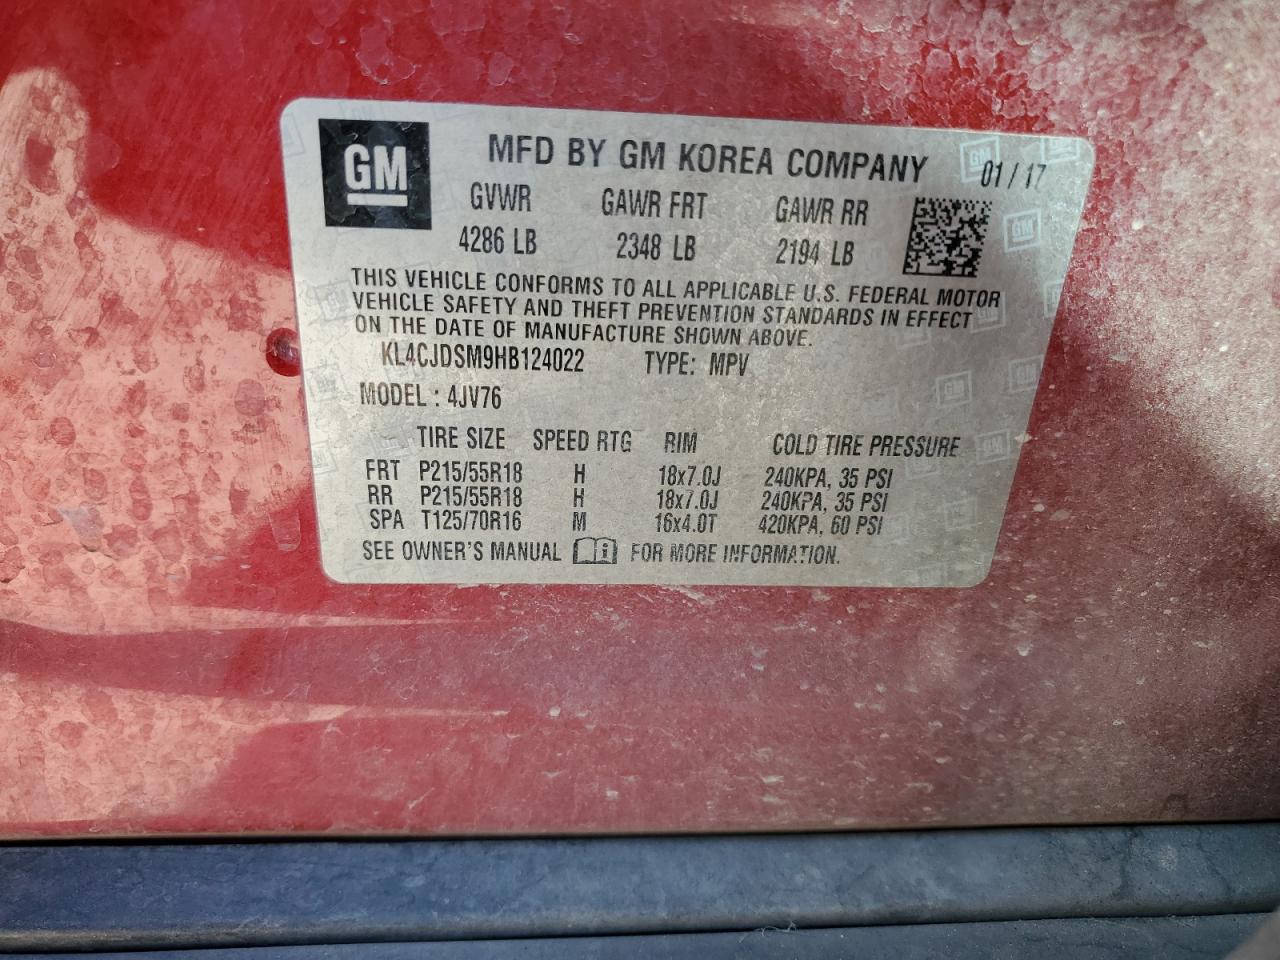 GM MFD BY GM KOREA COMPANY 01/17
GVWR GAWR FRT GAWR RR
4286 LB 2348 LB 2194 LB
THIS VEHICLE CONFORMS TO ALL APPLICABLE U.S. FEDERAL MOTOR
VEHICLE SAFETY AND THEFT PREVENTION STANDARDS IN EFFECT
ON THE DATE OF MANUFACTURE SHOWN ABOVE.
KL4CJDSM9HB124022 TYPE: MPV
MODEL : 4JV76
TIRE SIZE SPEED RTG RIM COLD TIRE PRESSURE
FRT P215/55R18 H 18x7.0J 240KPA, 35 PSI
RR P215/55R18 H 18x7.0J 240KPA, 35 PSI
SPA T125/70R16 M 16x4.0T 420KPA, 60 PSI
SEE OWNER'S MANUAL FOR MORE INFORMATION.